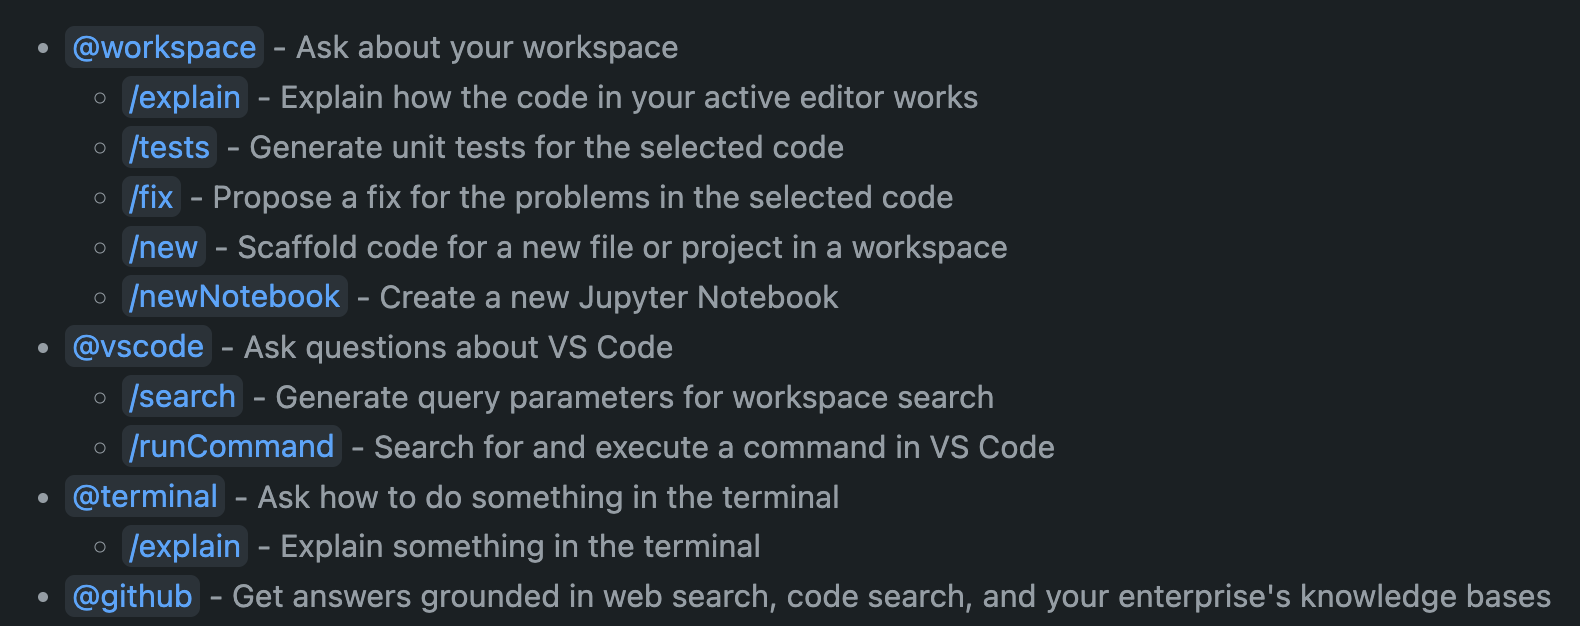 • @workspace - Ask about your workspace
◦ /explain - Explain how the code in your active editor works
◦ /tests - Generate unit tests for the selected code
◦ /fix - Propose a fix for the problems in the selected code
◦ /new - Scaffold code for a new file or project in a workspace
◦ /newNotebook - Create a new Jupyter Notebook
• @vscode - Ask questions about VS Code
◦ /search - Generate query parameters for workspace search
◦ /runCommand - Search for and execute a command in VS Code
• @terminal - Ask how to do something in the terminal
◦ /explain - Explain something in the terminal
• @github - Get answers grounded in web search, code search, and your enterprise's knowledge bases